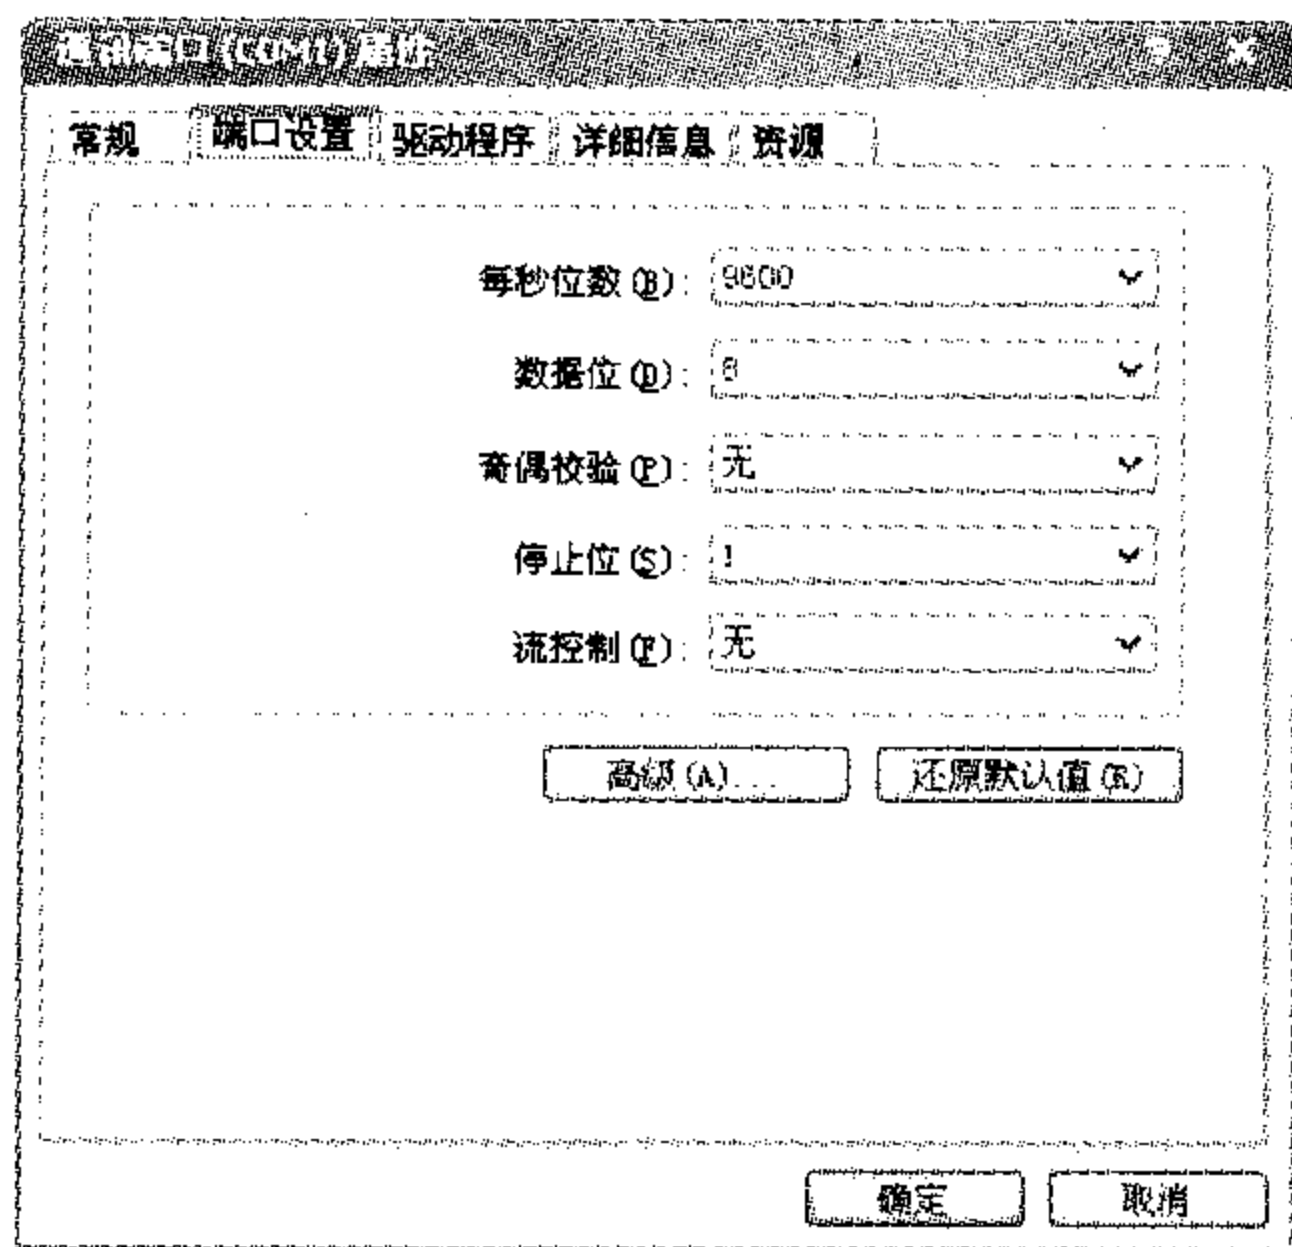 通讯端口 (COM1) 属性 ? ×
常规 端口设置 驱动程序 详细信息 资源
每秒位数(B): 9600
数据位(D): 8
奇偶校验(P): 无
停止位(S): 1
流控制(F): 无
高级(A)... 还原默认值(R)
确定 取消